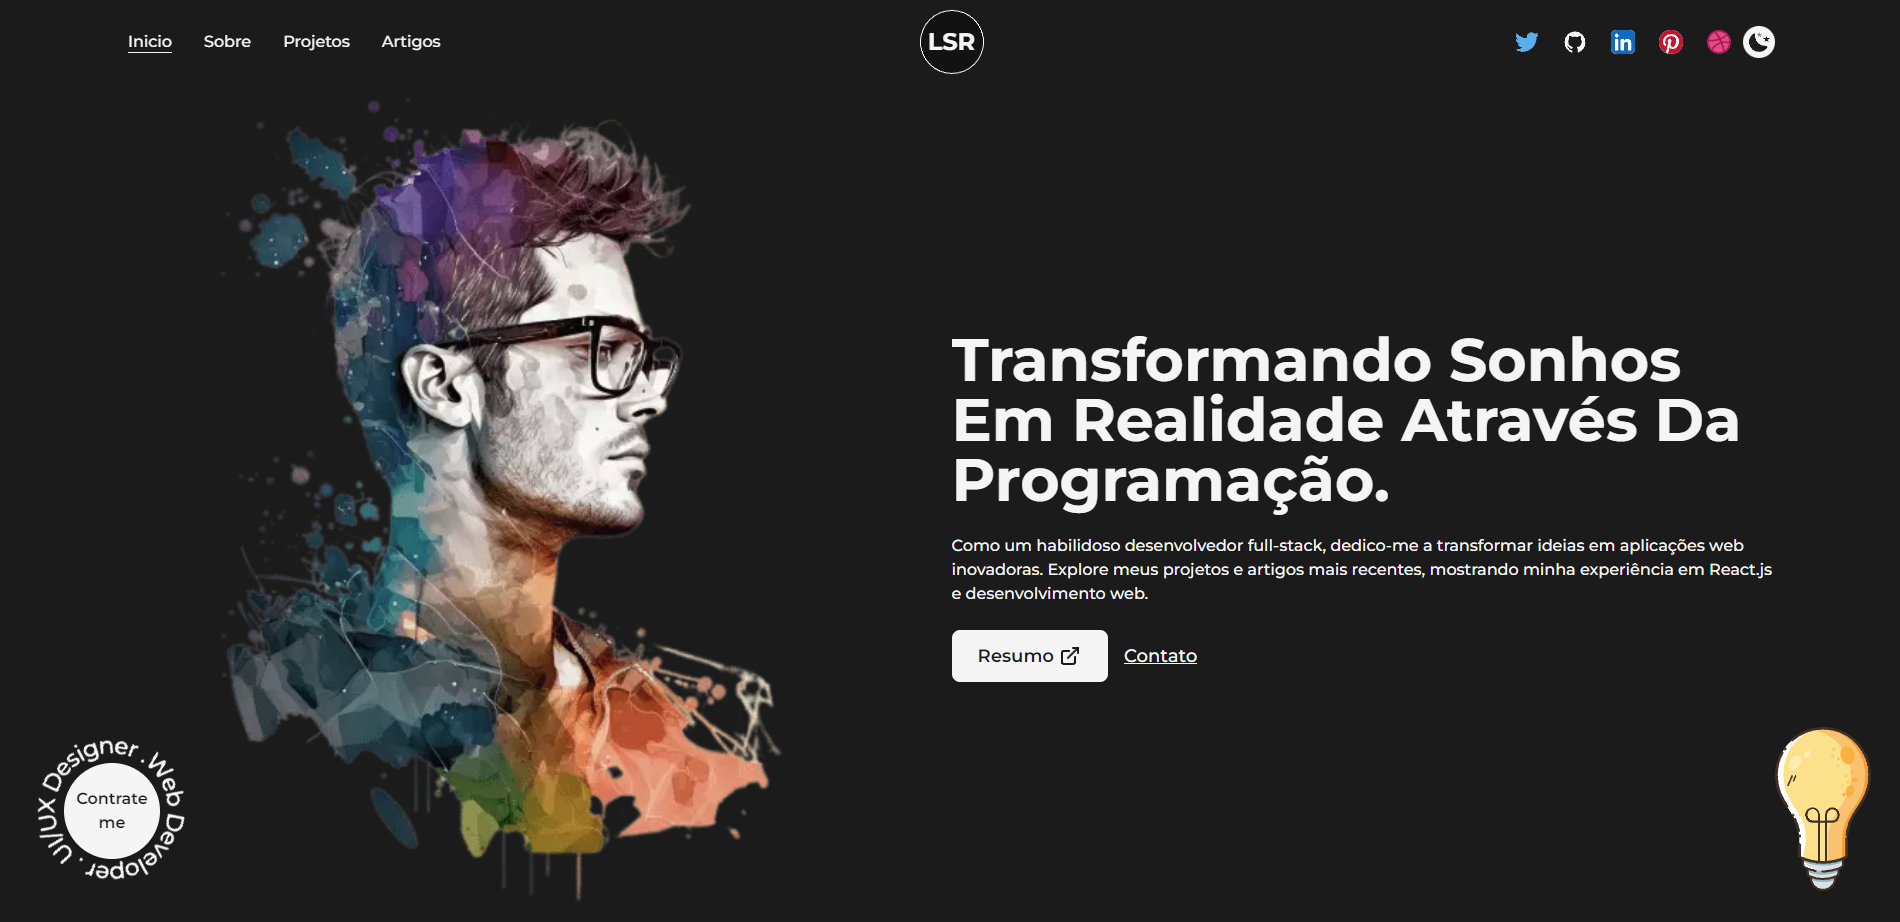 Inicio Sobre Projetos Artigos
LSR
in
Transformando Sonhos
Em Realidade Através Da
Programação.
Como um habilidoso desenvolvedor full-stack, dedico-me a transformar ideias em aplicações web
inovadoras. Explore meus projetos e artigos mais recentes, mostrando minha experiência em React.js
e desenvolvimento web.
Resumo Contato
Web Developer . UI/UX Designer .
Contrate
me